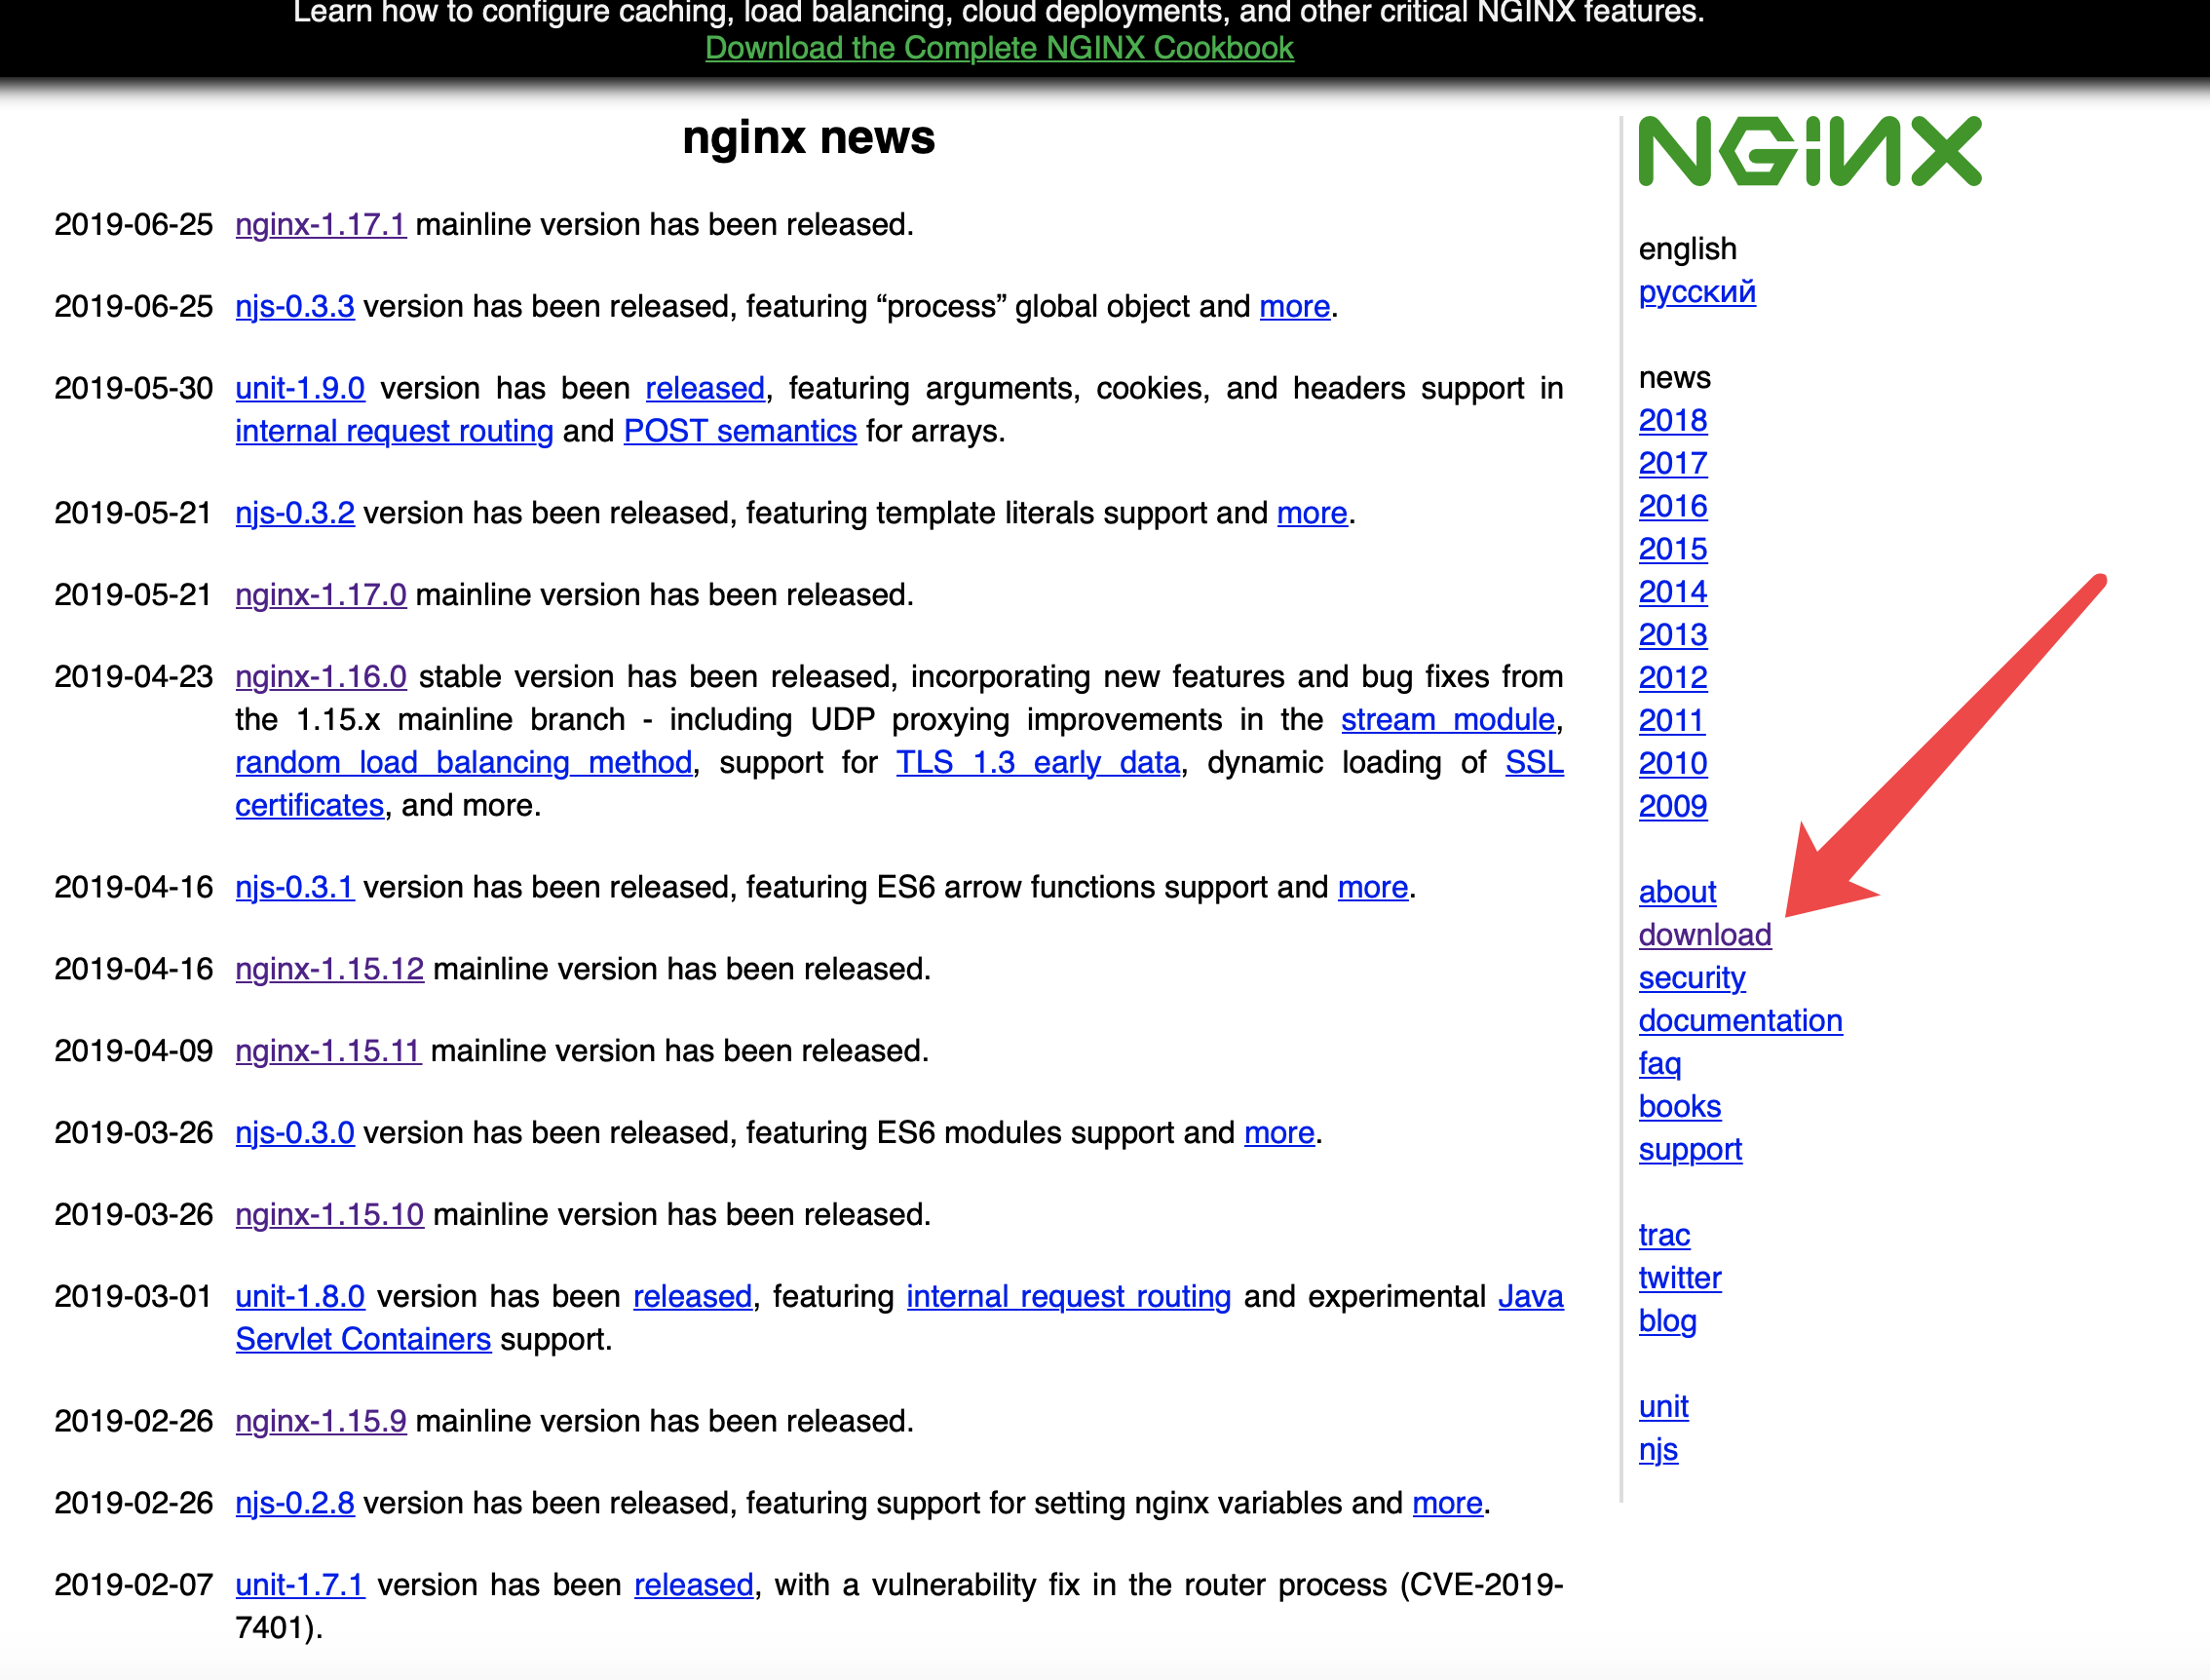 Learn how to configure caching, load balancing, cloud deployments, and other critical NGINX features.
Download the Complete NGINX Cookbook
nginx news
2019-06-25 nginx-1.17.1 mainline version has been released.
2019-06-25 njs-0.3.3 version has been released, featuring “process” global object and more.
2019-05-30 unit-1.9.0 version has been released, featuring arguments, cookies, and headers support in
internal request routing and POST semantics for arrays.
2019-05-21 njs-0.3.2 version has been released, featuring template literals support and more.
2019-05-21 nginx-1.17.0 mainline version has been released.
2019-04-23 nginx-1.16.0 stable version has been released, incorporating new features and bug fixes from
the 1.15.x mainline branch - including UDP proxying improvements in the stream module,
random load balancing method, support for TLS 1.3 early data, dynamic loading of SSL
certificates, and more.
2019-04-16 njs-0.3.1 version has been released, featuring ES6 arrow functions support and more.
2019-04-16 nginx-1.15.12 mainline version has been released.
2019-04-09 nginx-1.15.11 mainline version has been released.
2019-03-26 njs-0.3.0 version has been released, featuring ES6 modules support and more.
2019-03-26 nginx-1.15.10 mainline version has been released.
2019-03-01 unit-1.8.0 version has been released, featuring internal request routing and experimental Java
Servlet Containers support.
2019-02-26 nginx-1.15.9 mainline version has been released.
2019-02-26 njs-0.2.8 version has been released, featuring support for setting nginx variables and more.
2019-02-07 unit-1.7.1 version has been released, with a vulnerability fix in the router process (CVE-2019-
7401).
NGINX
english
русский
news
2018
2017
2016
2015
2014
2013
2012
2011
2010
2009
about
download
security
documentation
faq
books
support
trac
twitter
blog
unit
njs